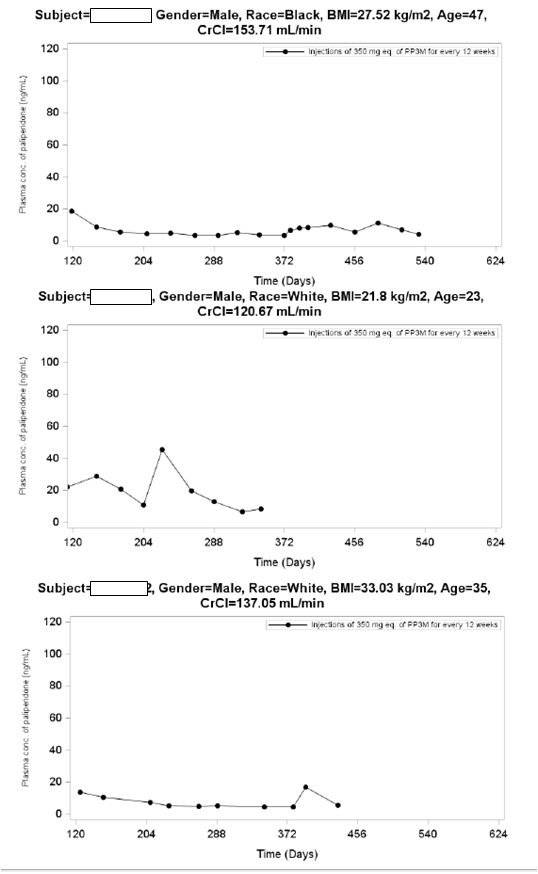 Subject= Gender=Male, Race=Black, BMI=27.52 kg/m2, Age=47,
CrCl=153.71 mL/min
Injections of 350 mg eq. of PP3M for every 12 weeks
Plasma conc. of paliperidone (ng/mL)
120
100
80
60
40
20
0
120 204 288 372 456 540 624
Time (Days)
Subject= , Gender=Male, Race=White, BMI=21.8 kg/m2, Age=23,
CrCl=120.67 mL/min
Injections of 350 mg eq. of PP3M for every 12 weeks
Plasma conc. of paliperidone (ng/mL)
120
100
80
60
40
20
0
120 204 288 372 456 540 624
Time (Days)
Subject= 2, Gender=Male, Race=White, BMI=33.03 kg/m2, Age=35,
CrCl=137.05 mL/min
Injections of 350 mg eq. of PP3M for every 12 weeks
Plasma conc. of paliperidone (ng/mL)
120
100
80
60
40
20
0
120 204 288 372 456 540 624
Time (Days)